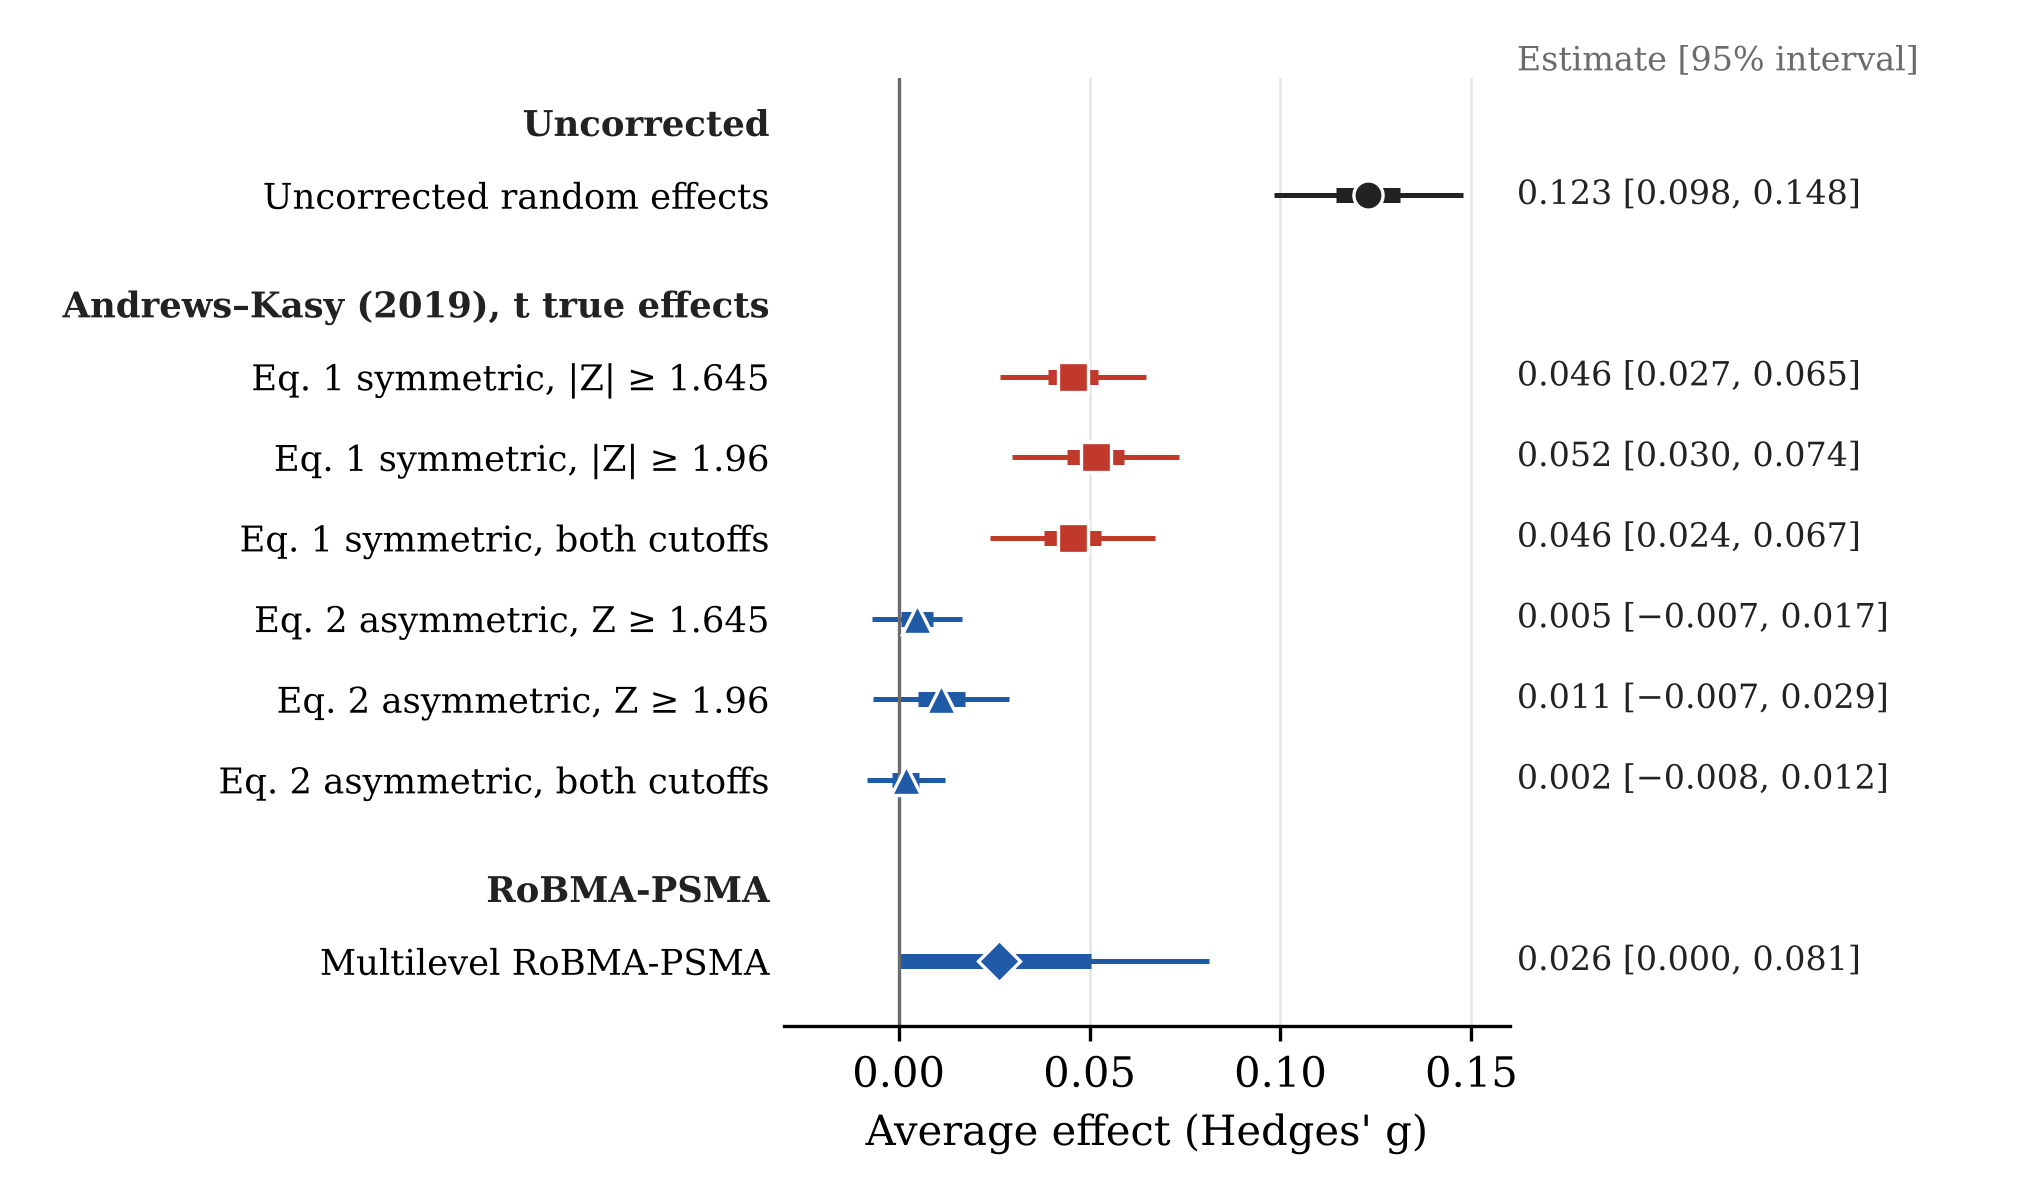 Estimate [95% interval]
Uncorrected
Uncorrected random effects 0.123 [0.098, 0.148]
Andrews–Kasy (2019), t true effects
Eq. 1 symmetric, |Z| ≥ 1.645 0.046 [0.027, 0.065]
Eq. 1 symmetric, |Z| ≥ 1.96 0.052 [0.030, 0.074]
Eq. 1 symmetric, both cutoffs 0.046 [0.024, 0.067]
Eq. 2 asymmetric, Z ≥ 1.645 0.005 [−0.007, 0.017]
Eq. 2 asymmetric, Z ≥ 1.96 0.011 [−0.007, 0.029]
Eq. 2 asymmetric, both cutoffs 0.002 [−0.008, 0.012]
RoBMA-PSMA
Multilevel RoBMA-PSMA 0.026 [0.000, 0.081]
0.00 0.05 0.10 0.15
Average effect (Hedges' g)